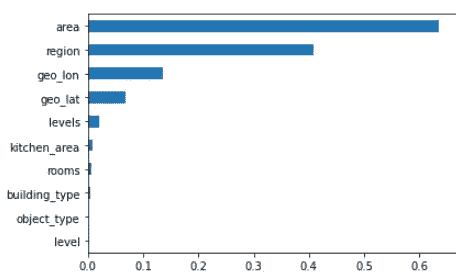 area
region
geo_lon
geo_lat
levels
kitchen_area
rooms
building_type
object_type
level
0.0 0.1 0.2 0.3 0.4 0.5 0.6